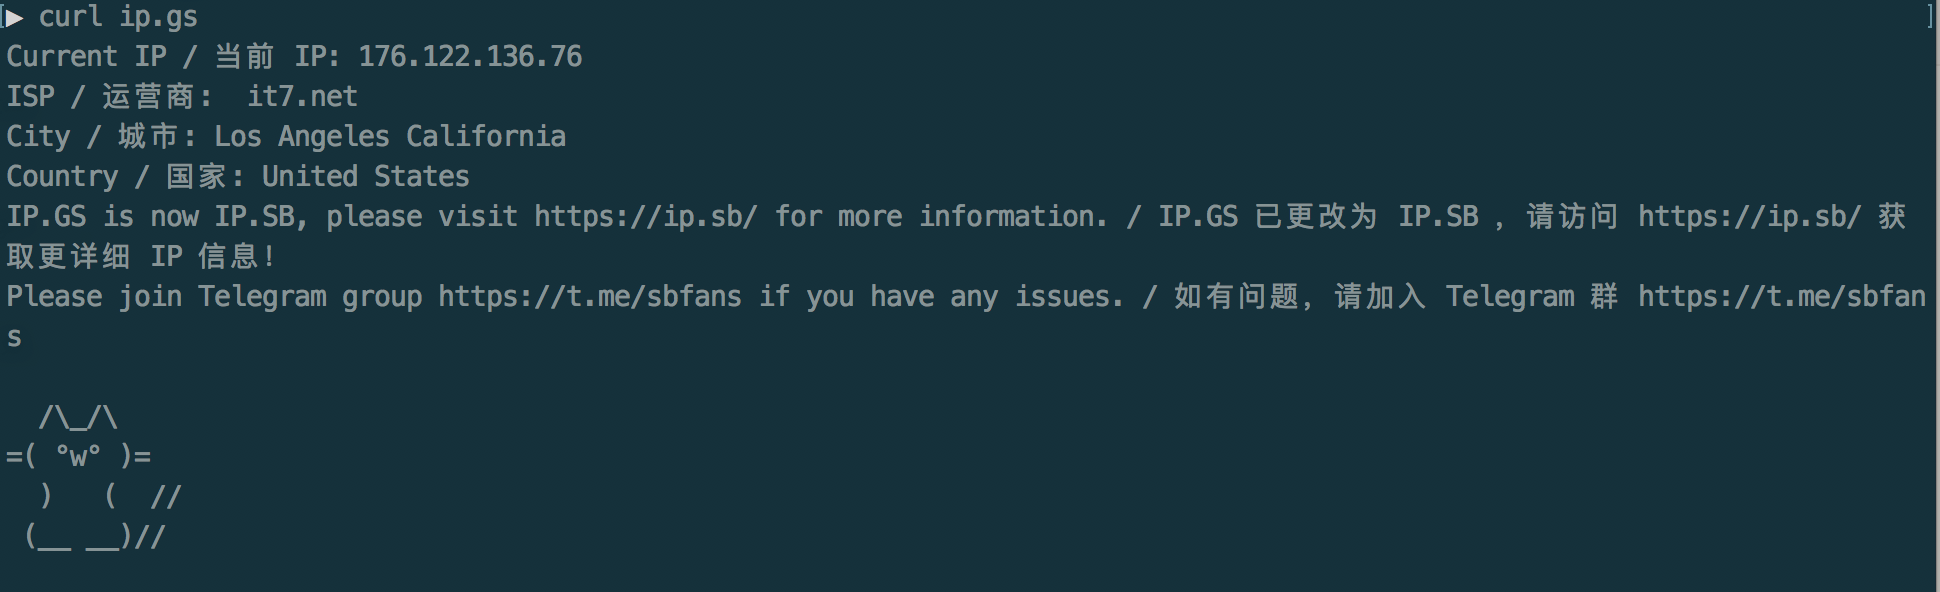 [▶ curl ip.gs ]
Current IP / 当前 IP: 176.122.136.76
ISP / 运营商:  it7.net
City / 城市: Los Angeles California
Country / 国家: United States
IP.GS is now IP.SB, please visit https://ip.sb/ for more information. / IP.GS 已更改为 IP.SB ，请访问 https://ip.sb/ 获
取更详细 IP 信息！
Please join Telegram group https://t.me/sbfans if you have any issues. / 如有问题，请加入 Telegram 群 https://t.me/sbfan
s

  /\_/\
=( °w° )=
  )   (  //
 (__ __)//